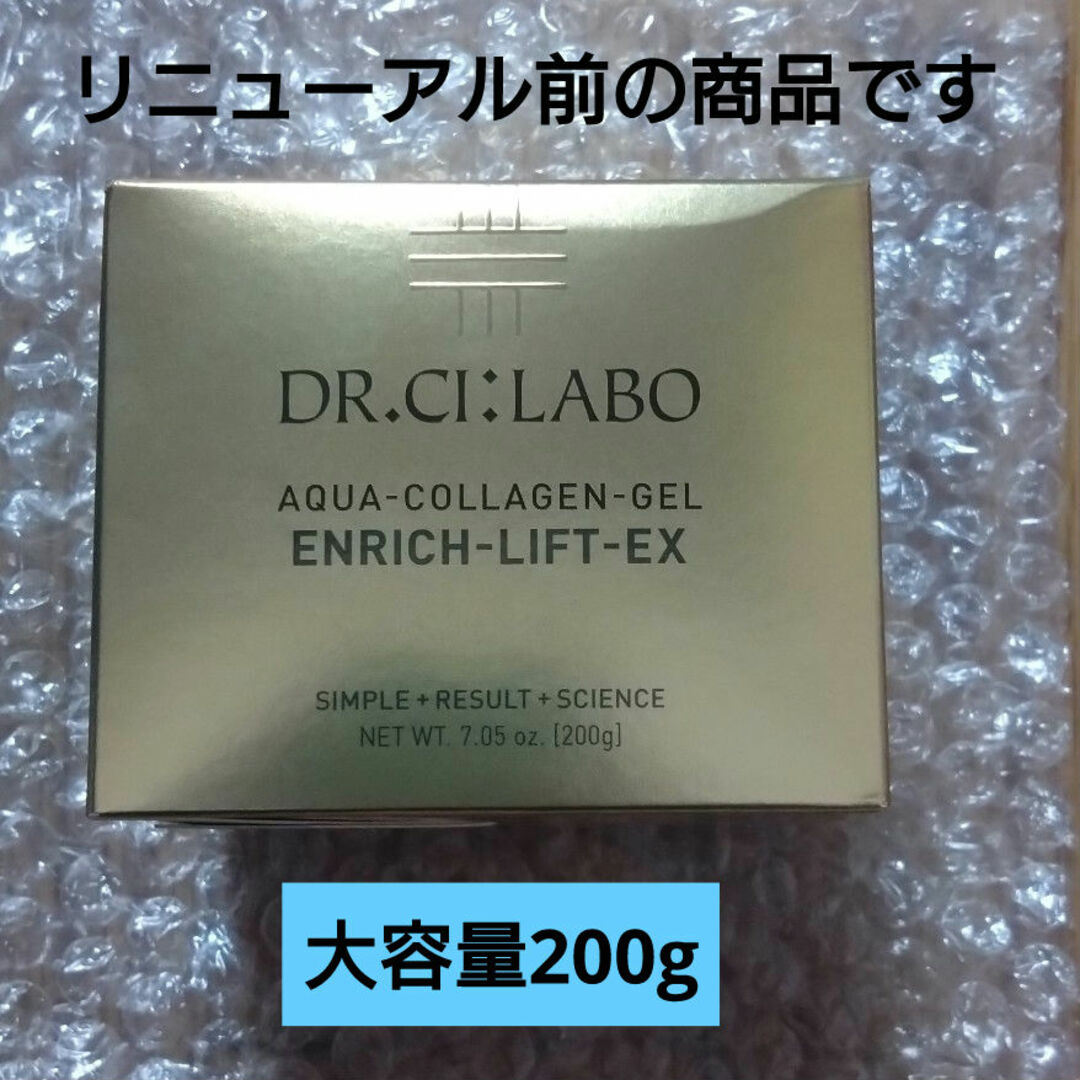 リニューアル前の商品です
DR.CI:LABO
AQUA-COLLAGEN-GEL
ENRICH-LIFT-EX
SIMPLE + RESULT + SCIENCE
NET WT. 7.05 oz. [200g]
大容量200g